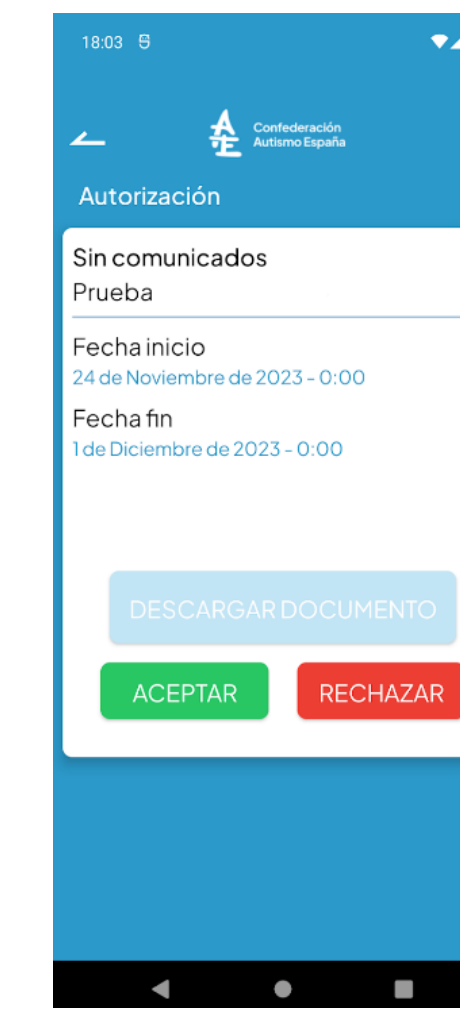 18:03
Confederación
Autismo España
Autorización
Sin comunicados
Prueba
Fecha inicio
24 de Noviembre de 2023 - 0:00
Fecha fin
1 de Diciembre de 2023 - 0:00
DESCARGAR DOCUMENTO
ACEPTAR RECHAZAR